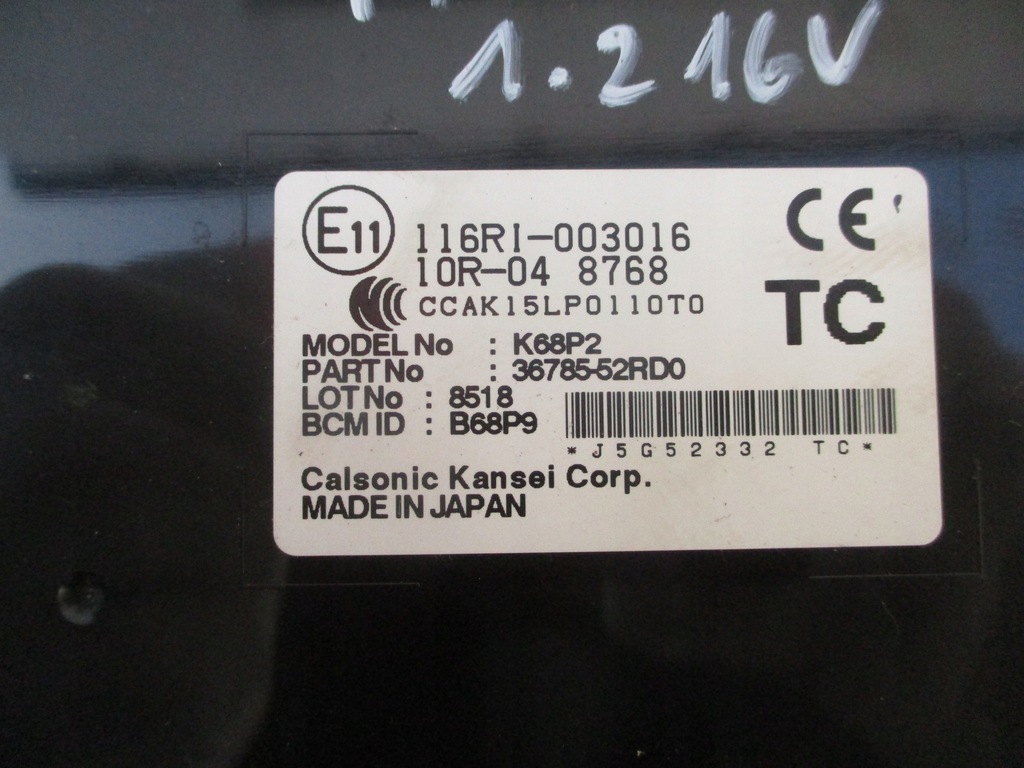 1.2 16V
E11
116RI-003016
10R-04 8768
CCAK15LP0110T0
CE
TC
MODEL No : K68P2
PART No : 36785-52RD0
LOT No : 8518
BCM ID : B68P9
*J5G52332 TC*
Calsonic Kansei Corp.
MADE IN JAPAN